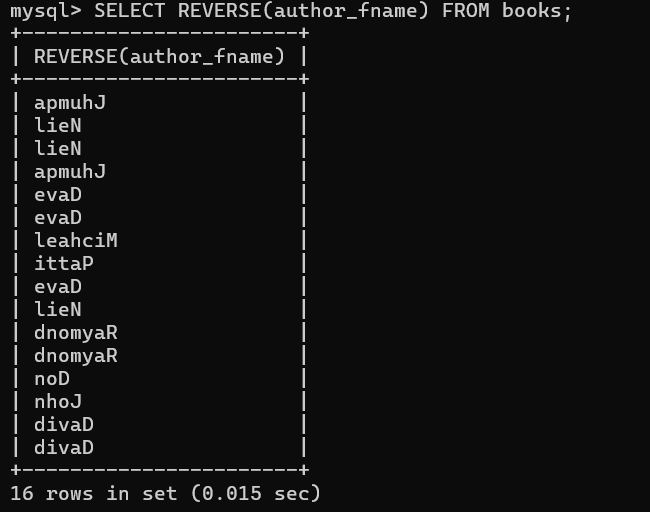 mysql> SELECT REVERSE(author_fname) FROM books;
+-----------------------+
| REVERSE(author_fname) |
+-----------------------+
| apmuhJ                |
| lieN                  |
| lieN                  |
| apmuhJ                |
| evaD                  |
| evaD                  |
| leahciM               |
| ittaP                 |
| evaD                  |
| lieN                  |
| dnomyaR               |
| dnomyaR               |
| noD                   |
| nhoJ                  |
| divaD                 |
| divaD                 |
+-----------------------+
16 rows in set (0.015 sec)